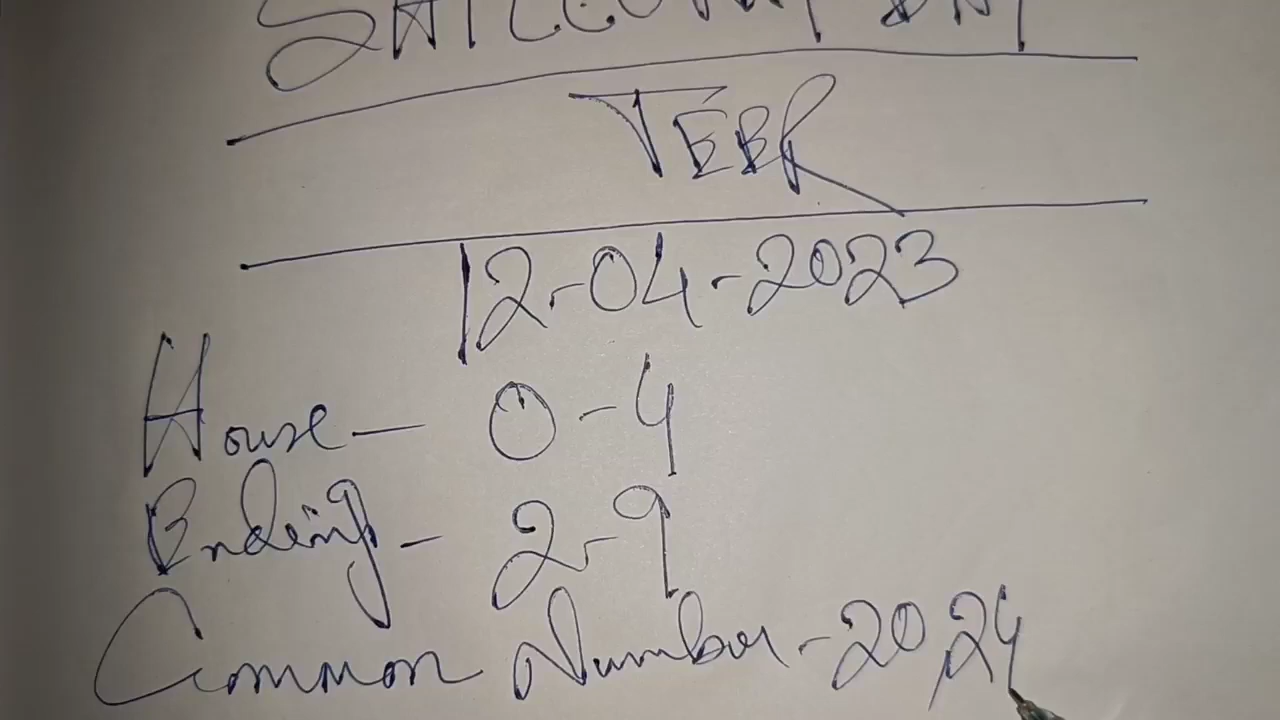 TEER
12-04-2023
House - 0-4
Ending - 2-9
Common Number - 20, 24